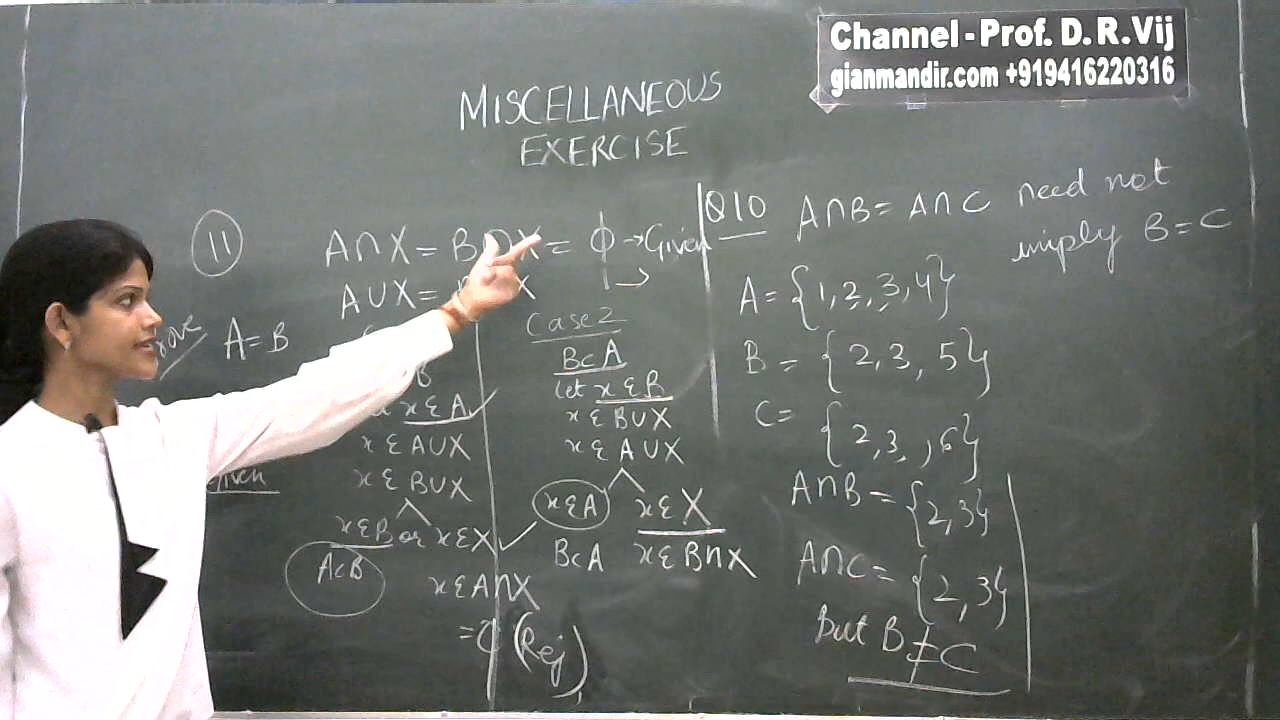 Channel - Prof. D. R. Vij
gianmandir.com +919416220316
MISCELLANEOUS
EXERCISE
11
A∩X = B∩X = ϕ → Given
A∪X =
A=B
x ε A ✓
x ε A∪X
x ε B∪X
x ε B or x ε X ✓
A⊂B
x ε A∩X
(Rej)
Case 2
B⊂A
let x ε B
x ε B∪X
x ε A∪X
x ε A x ε X
B⊂A x ε B∩X
Q10 A∩B = A∩C need not
imply B=C
A = {1,2,3,4}
B = {2,3, 5}
C = {2,3, ,6}
A∩B = {2,3}
A∩C = {2,3}
But B ≠ C